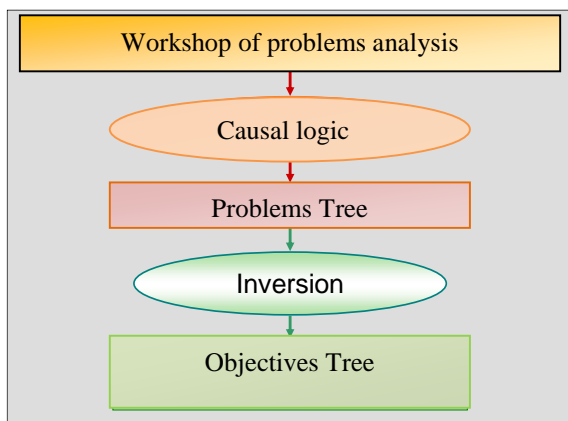 Workshop of problems analysis
Causal logic
Problems Tree
Inversion
Objectives Tree